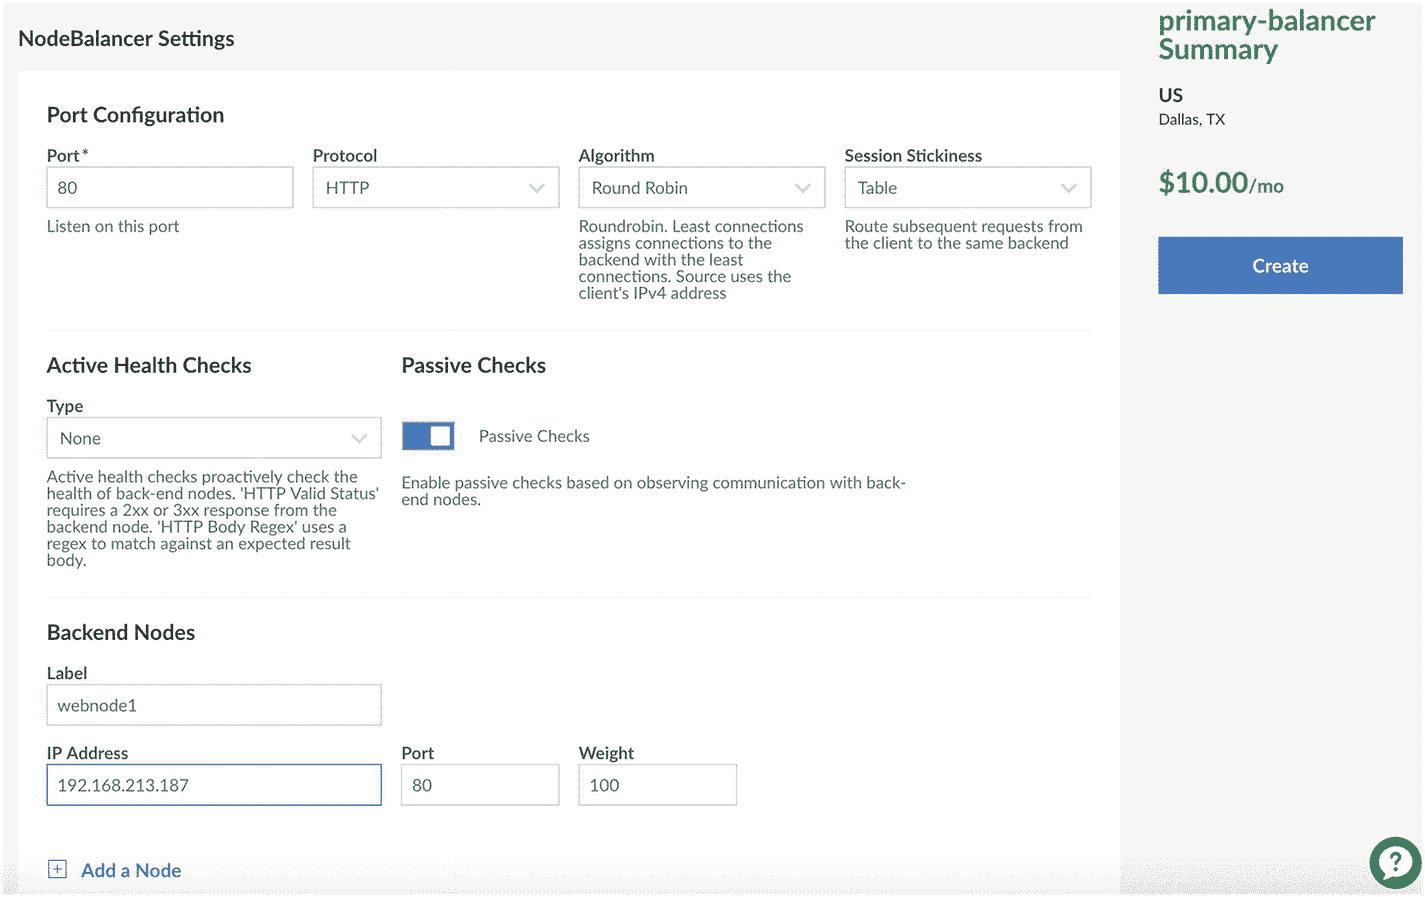 NodeBalancer Settings
primary-balancer
Summary
US
Dallas, TX
$10.00/mo
Create
Port Configuration
Port*
Protocol
Algorithm
Session Stickiness
80
HTTP
Round Robin
Table
Listen on this port
Roundrobin. Least connections
assigns connections to the
backend with the least
connections. Source uses the
client's IPv4 address
Route subsequent requests from
the client to the same backend
Active Health Checks
Type
None
Active health checks proactively check the
health of back-end nodes. 'HTTP Valid Status'
requires a 2xx or 3xx response from the
backend node. 'HTTP Body Regex' uses a
regex to match against an expected result
body.
Passive Checks
Passive Checks
Enable passive checks based on observing communication with back-
end nodes.
Backend Nodes
Label
webnode1
IP Address
Port
Weight
192.168.213.187
80
100
+ Add a Node
?